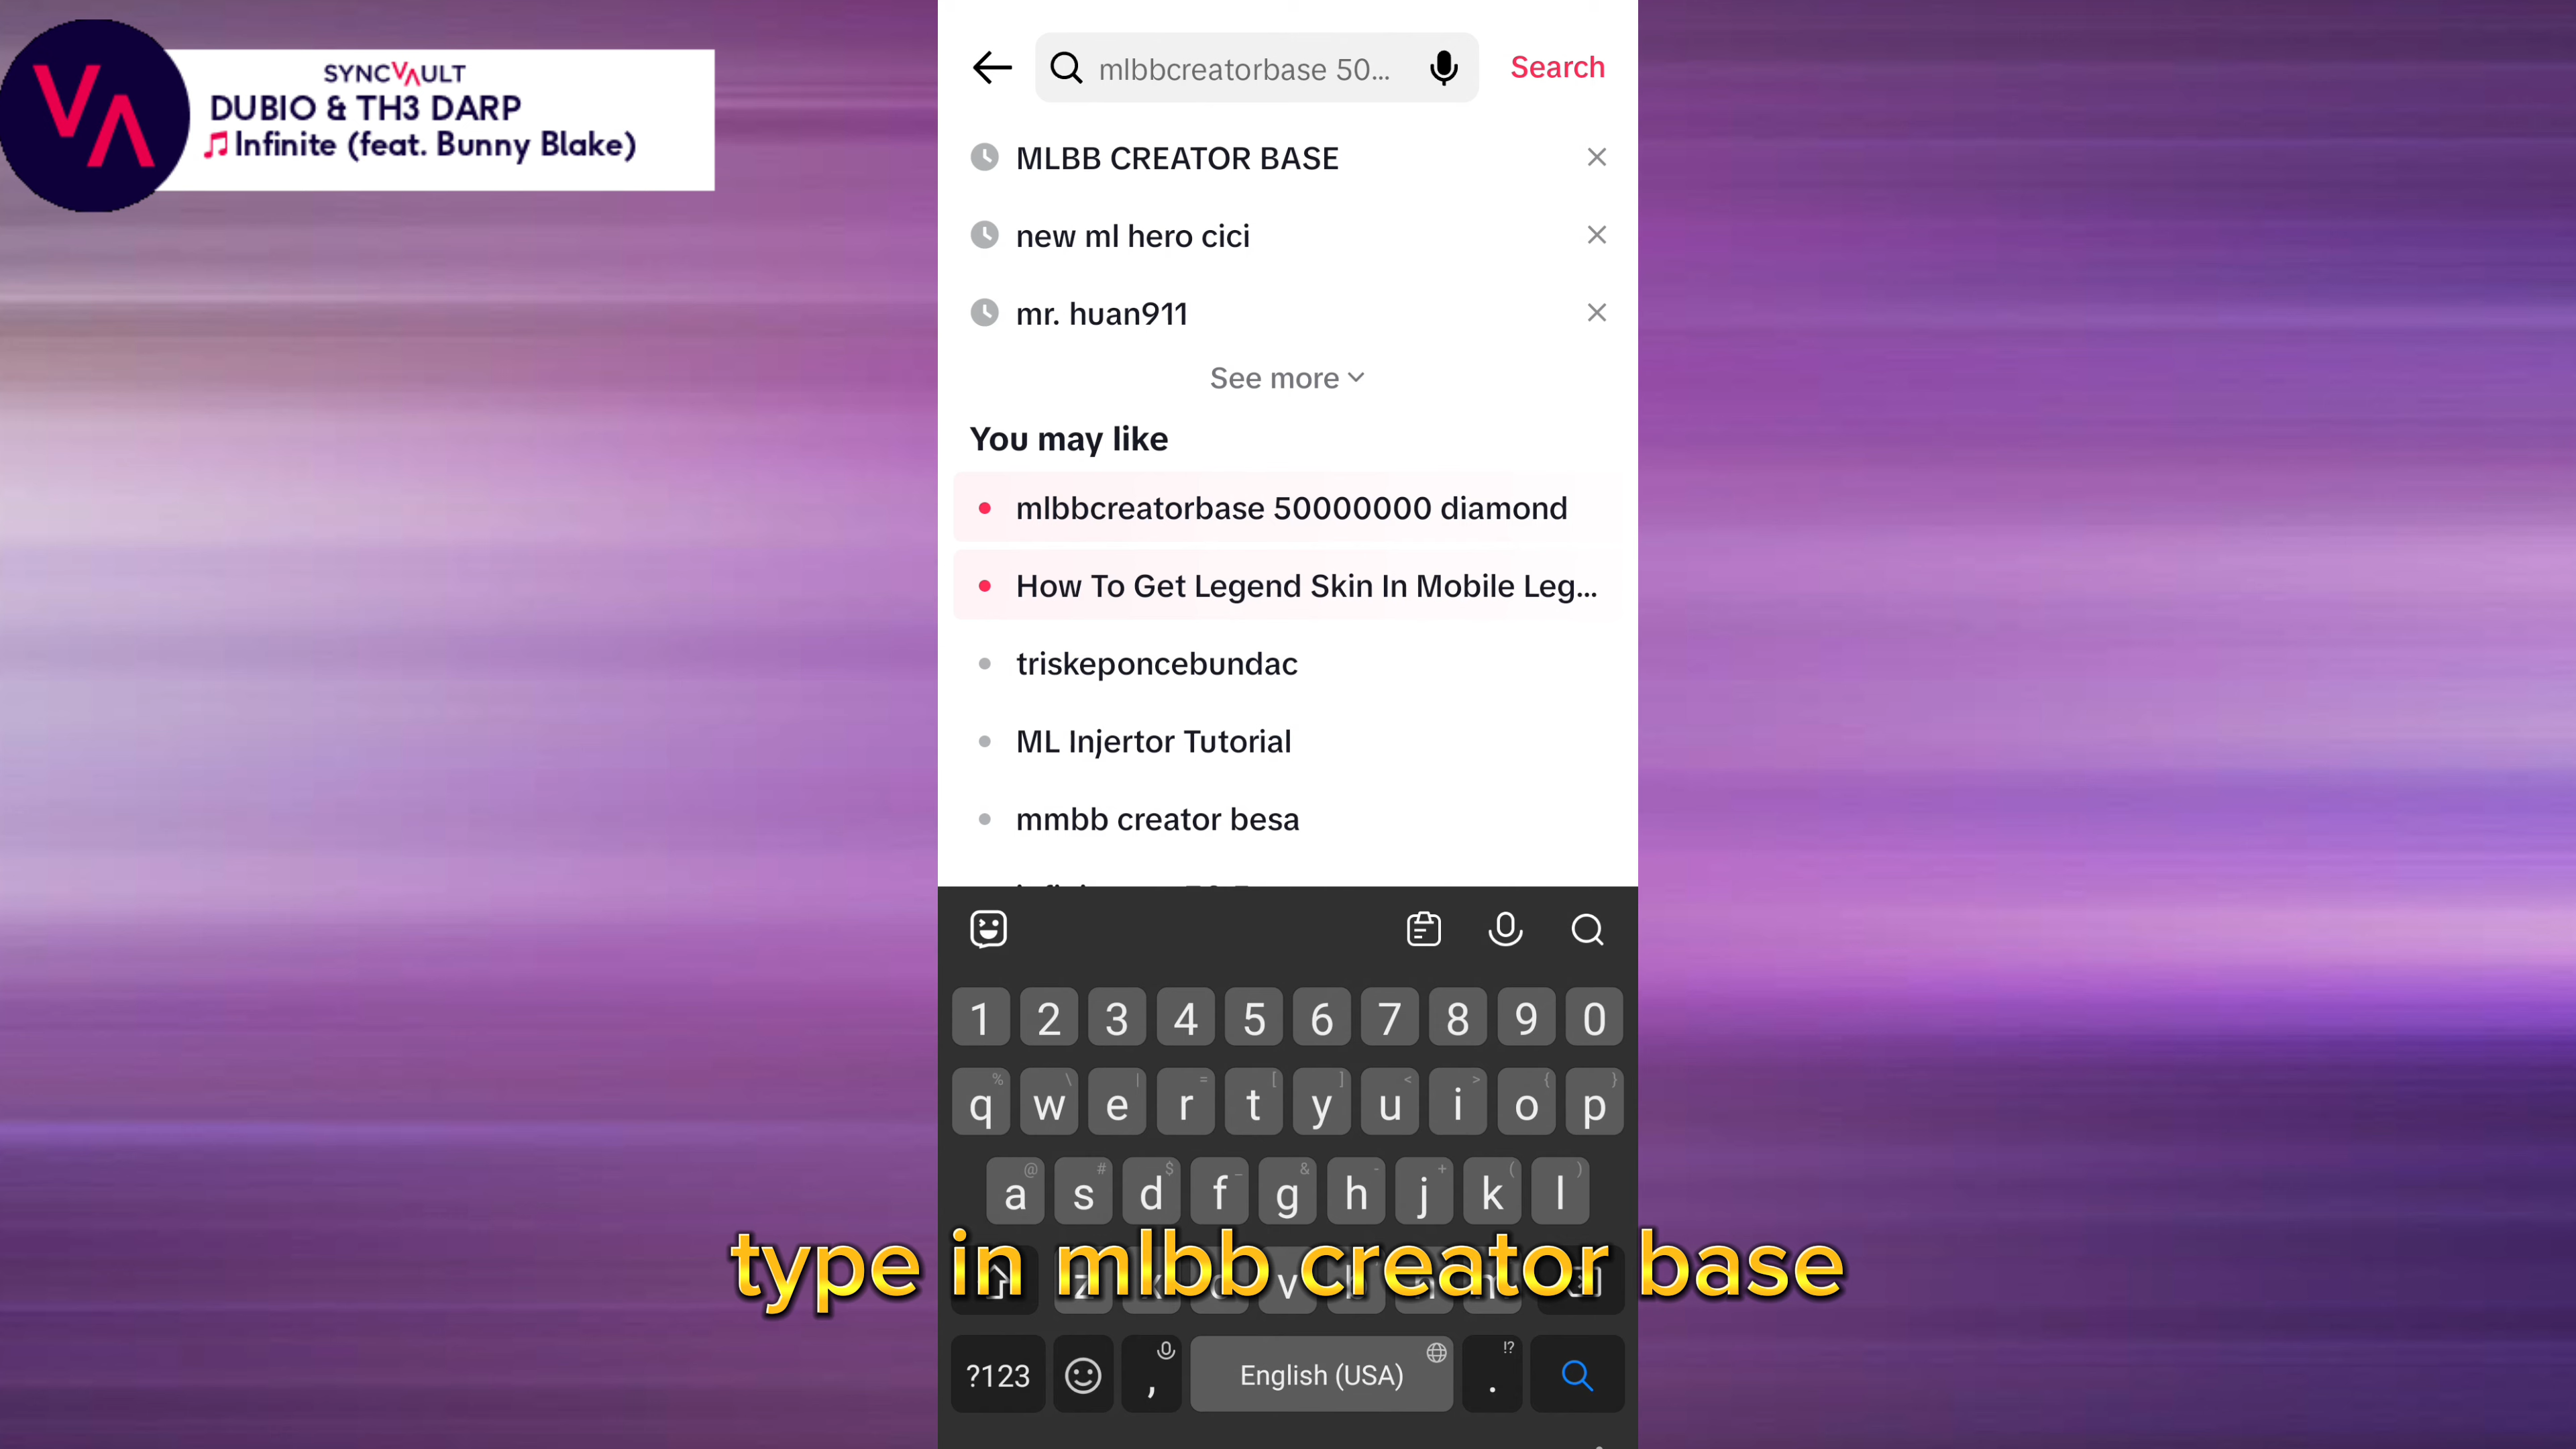 SYNCVAULT
DUBIO & TH3 DARP
Infinite (feat. Bunny Blake)
mlbbcreatorbase 50...
Search
MLBB CREATOR BASE
new ml hero cici
mr. huan911
See more
You may like
mlbbcreatorbase 50000000 diamond
How To Get Legend Skin In Mobile Leg...
triskeponcebundac
ML Injertor Tutorial
mmbb creator besa
1 2 3 4 5 6 7 8 9 0
q w e r t y u i o p
a s d f g h j k l
type in mlbb creator base
?123 , English (USA) . !?